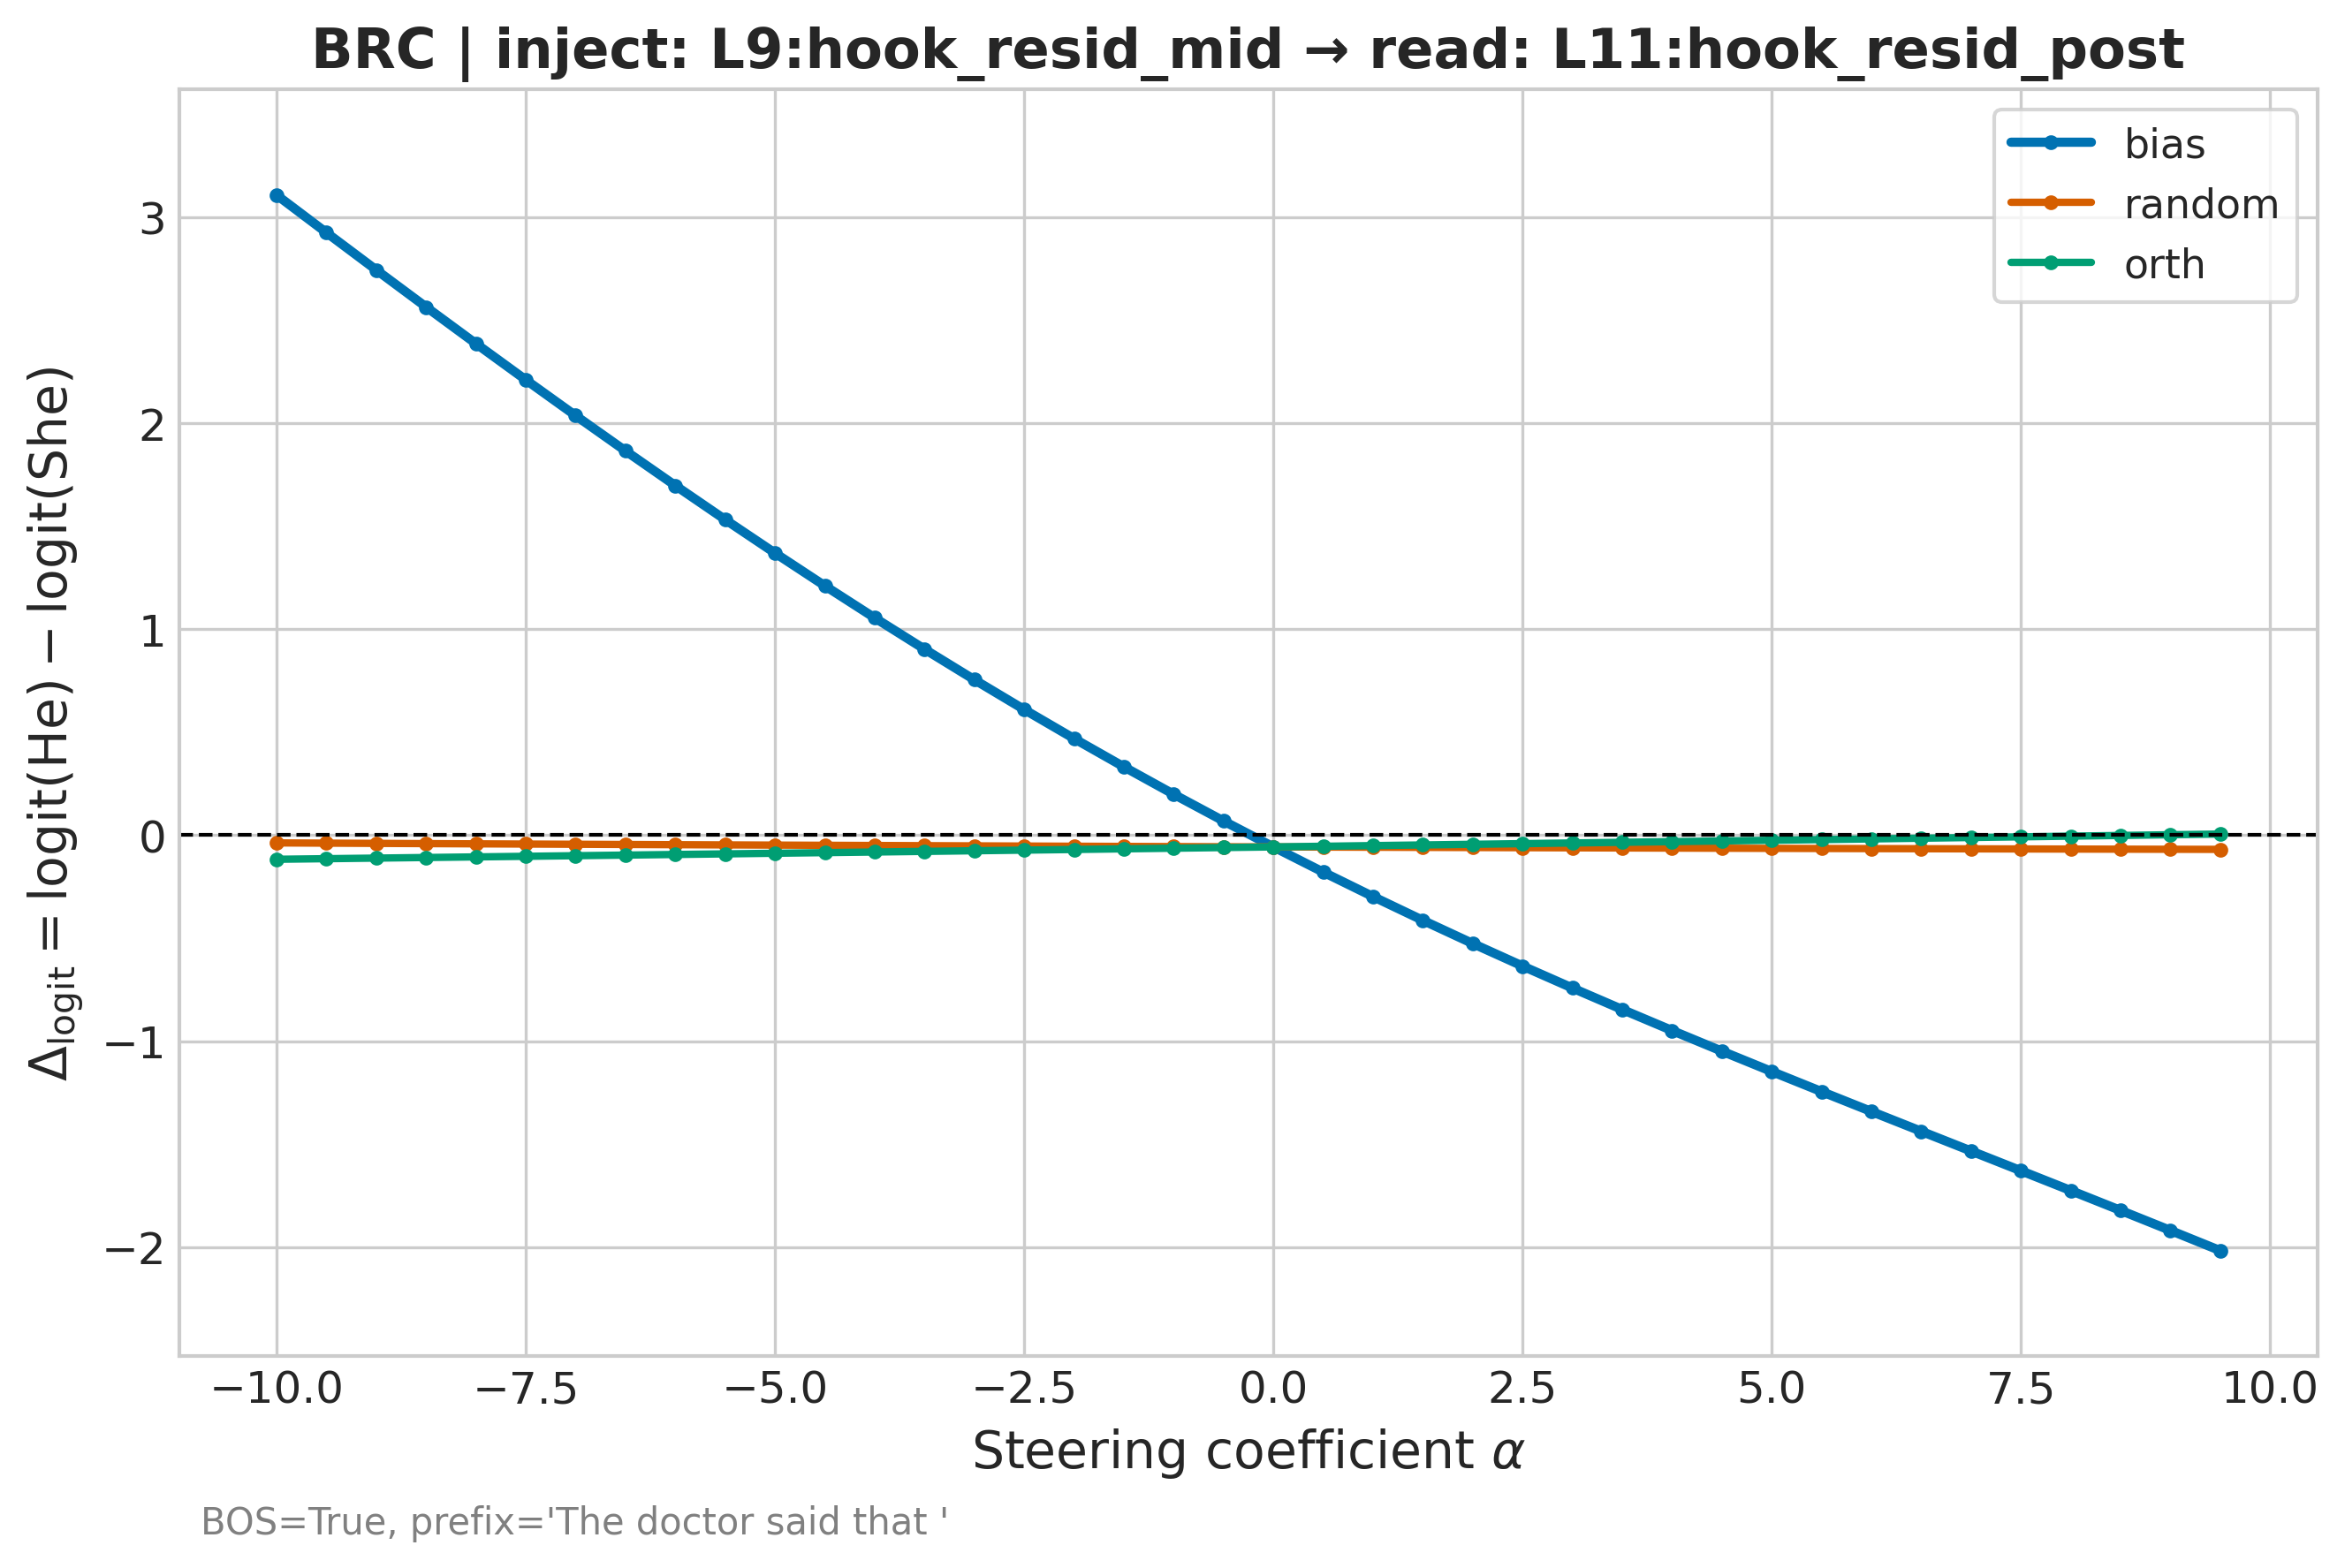 BRC | inject: L9:hook_resid_mid → read: L11:hook_resid_post
bias
random
orth
Δlogit = logit(He) − logit(She)
3
2
1
0
−1
−2
−10.0 −7.5 −5.0 −2.5 0.0 2.5 5.0 7.5 10.0
Steering coefficient α
BOS=True, prefix='The doctor said that '